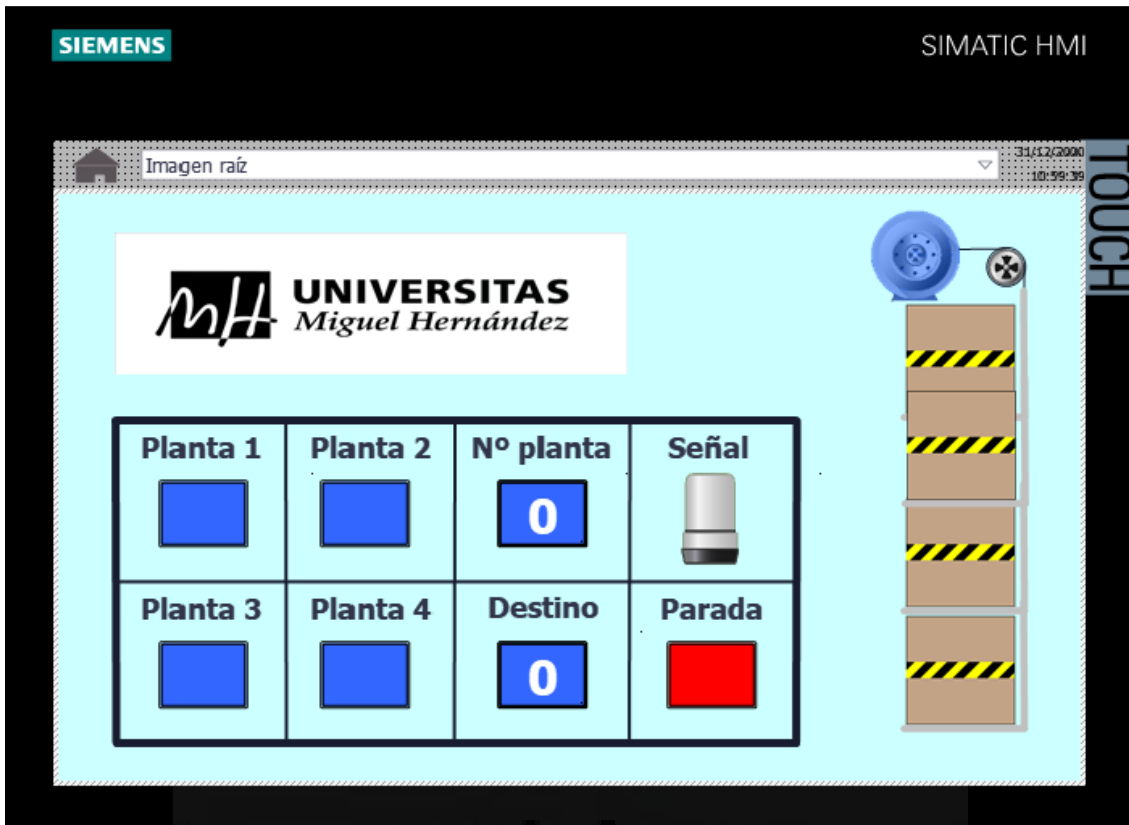 SIEMENS
SIMATIC HMI
TOUCH
Imagen raíz
31/12/2000
10:59:39
UNIVERSITAS
Miguel Hernández
Planta 1
Planta 2
Nº planta
Señal
0
Planta 3
Planta 4
Destino
Parada
0